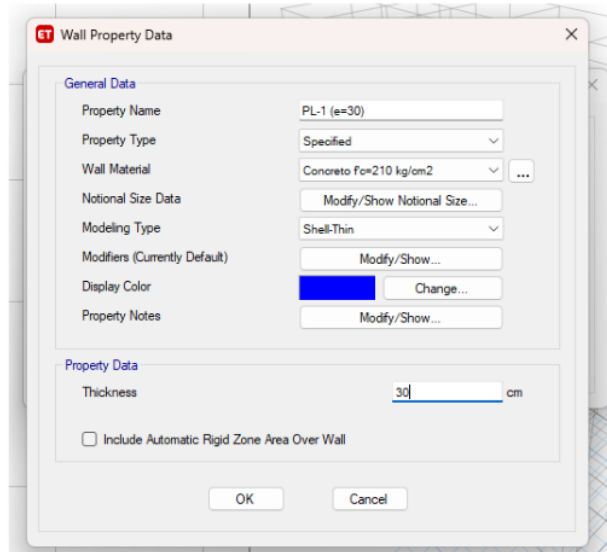 ET Wall Property Data
General Data
Property Name PL-1 (e=30)
Property Type Specified
Wall Material Concreto f'c=210 kg/cm2 ...
Notional Size Data Modify/Show Notional Size...
Modeling Type Shell-Thin
Modifiers (Currently Default) Modify/Show...
Display Color Change...
Property Notes Modify/Show...
Property Data
Thickness 30 cm
Include Automatic Rigid Zone Area Over Wall
OK Cancel